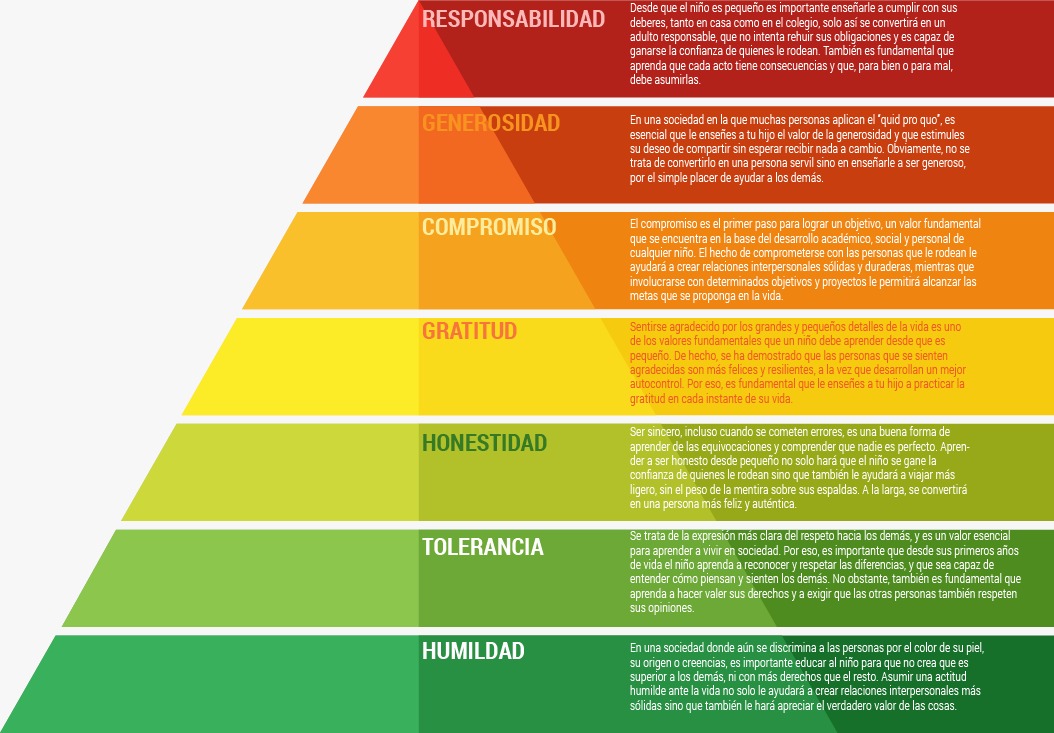 RESPONSABILIDAD
Desde que el niño es pequeño es importante enseñarle a cumplir con sus
deberes, tanto en casa como en el colegio, solo así se convertirá en un
adulto responsable, que no intenta rehuir sus obligaciones y es capaz de
ganarse la confianza de quienes le rodean. También es fundamental que
aprenda que cada acto tiene consecuencias y que, para bien o para mal,
debe asumirlas.
GENEROSIDAD
En una sociedad en la que muchas personas aplican el “quid pro quo”, es
esencial que le enseñes a tu hijo el valor de la generosidad y que estimules
su deseo de compartir sin esperar recibir nada a cambio. Obviamente, no se
trata de convertirlo en una persona servil sino en enseñarle a ser generoso,
por el simple placer de ayudar a los demás.
COMPROMISO
El compromiso es el primer paso para lograr un objetivo, un valor fundamental
que se encuentra en la base del desarrollo académico, social y personal de
cualquier niño. El hecho de comprometerse con las personas que le rodean le
ayudará a crear relaciones interpersonales sólidas y duraderas, mientras que
involucrarse con determinados objetivos y proyectos le permitirá alcanzar las
metas que se proponga en la vida.
GRATITUD
Sentirse agradecido por los grandes y pequeños detalles de la vida es uno
de los valores fundamentales que un niño debe aprender desde que es
pequeño. De hecho, se ha demostrado que las personas que se sienten
agradecidas son más felices y resilientes, a la vez que desarrollan un mejor
autocontrol. Por eso, es fundamental que le enseñes a tu hijo a practicar la
gratitud en cada instante de su vida.
HONESTIDAD
Ser sincero, incluso cuando se cometen errores, es una buena forma de
aprender de las equivocaciones y comprender que nadie es perfecto. Apren-
der a ser honesto desde pequeño no solo hará que el niño se gane la
confianza de quienes le rodean sino que también le ayudará a viajar más
ligero, sin el peso de la mentira sobre sus espaldas. A la larga, se convertirá
en una persona más feliz y auténtica.
TOLERANCIA
Se trata de la expresión más clara del respeto hacia los demás, y es un valor esencial
para aprender a vivir en sociedad. Por eso, es importante que desde sus primeros años
de vida el niño aprenda a reconocer y respetar las diferencias, y que sea capaz de
entender cómo piensan y sienten los demás. No obstante, también es fundamental que
aprenda a hacer valer sus derechos y a exigir que las otras personas también respeten
sus opiniones.
HUMILDAD
En una sociedad donde aún se discrimina a las personas por el color de su piel,
su origen o creencias, es importante educar al niño para que no crea que es
superior a los demás, ni con más derechos que el resto. Asumir una actitud
humilde ante la vida no solo le ayudará a crear relaciones interpersonales más
sólidas sino que también le hará apreciar el verdadero valor de las cosas.